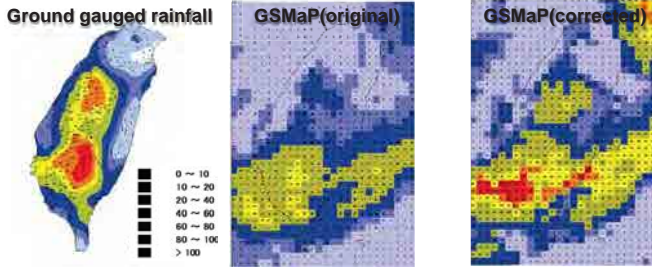 Ground gauged rainfall
GSMaP(original)
GSMaP(corrected)
0 ～ 10
10 ～ 20
20 ～ 40
40 ～ 60
60 ～ 80
80 ～ 100
> 100